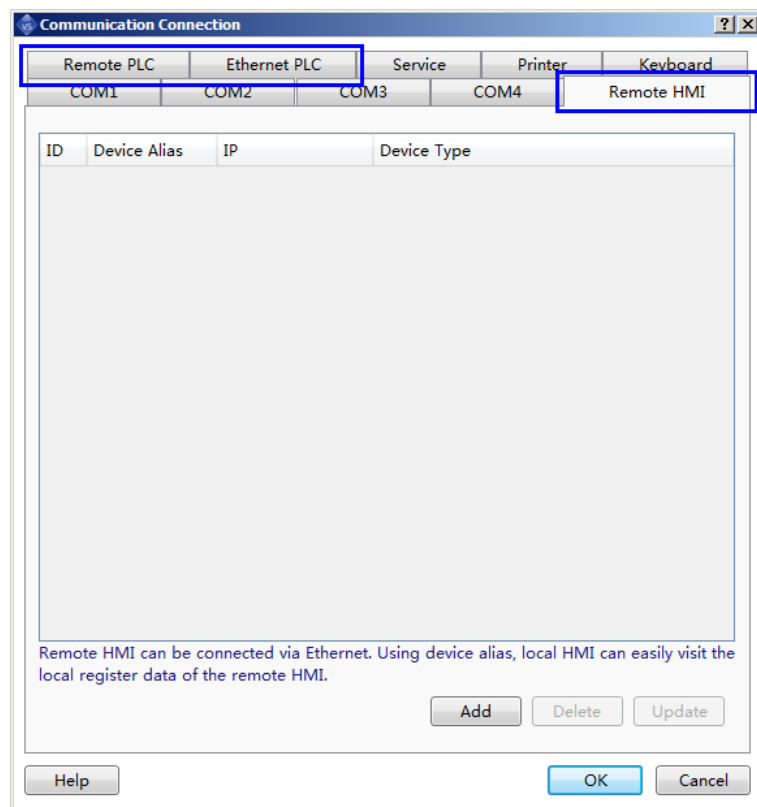 VS Communication Connection ? X
Remote PLC Ethernet PLC Service Printer Keyboard
COM1 COM2 COM3 COM4 Remote HMI
ID Device Alias IP Device Type
Remote HMI can be connected via Ethernet. Using device alias, local HMI can easily visit the
local register data of the remote HMI.
Add Delete Update
Help OK Cancel